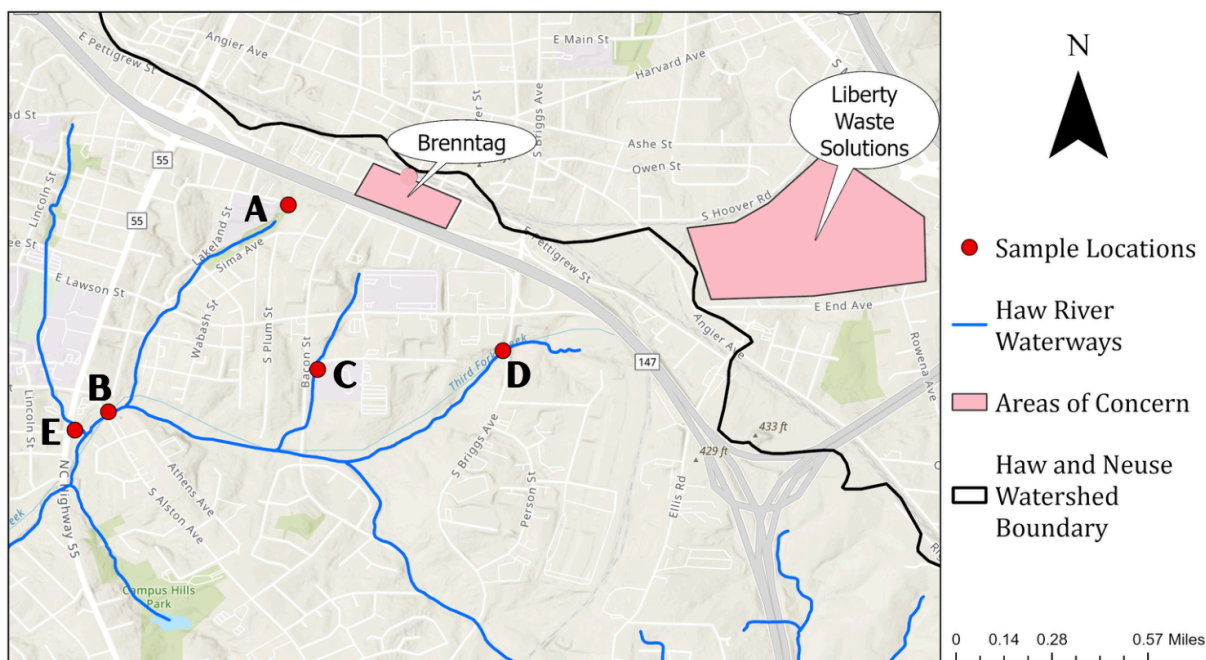 E Pettigrew St
Angier Ave
E Main St
Harvard Ave
S Briggs Ave
Ashe St
Owen St
Brenntag
Liberty
Waste
Solutions
S Hoover Rd
55
55
Lincoln St
A
Lakeland St
Sima Ave
E Lawson St
Wabash St
S Plum St
Bacon St
C
E Pettigrew St
E End Ave
Angier Ave
Rowena Ave
147
Third Fork Creek
D
B
E
Lincoln St
NC Highway 55
Athens Ave
S Alston Ave
S Briggs Ave
Person St
Ellis Rd
433 ft
429 ft
Campus Hills
Park
N
Sample Locations
Haw River
Waterways
Areas of Concern
Haw and Neuse
Watershed
Boundary
0 0.14 0.28 0.57 Miles